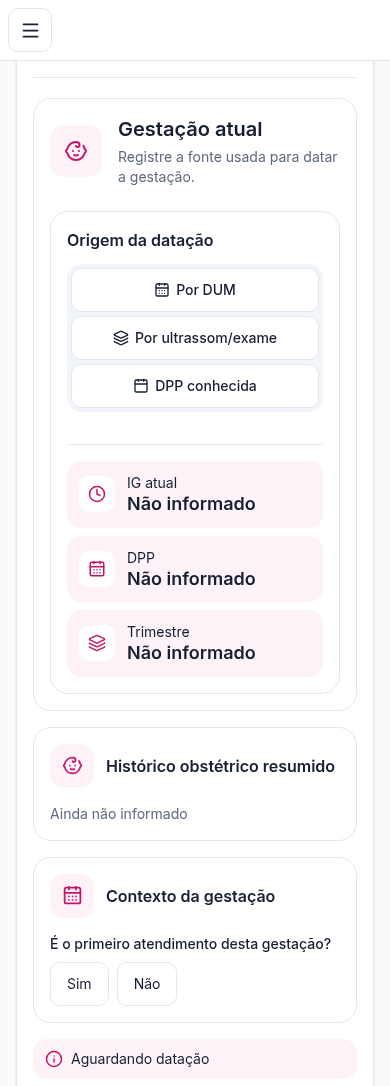 Gestação atual
Registre a fonte usada para datar
a gestação.
Origem da datação
Por DUM
Por ultrassom/exame
DPP conhecida
IG atual
Não informado
DPP
Não informado
Trimestre
Não informado
Histórico obstétrico resumido
Ainda não informado
Contexto da gestação
É o primeiro atendimento desta gestação?
Sim
Não
Aguardando datação